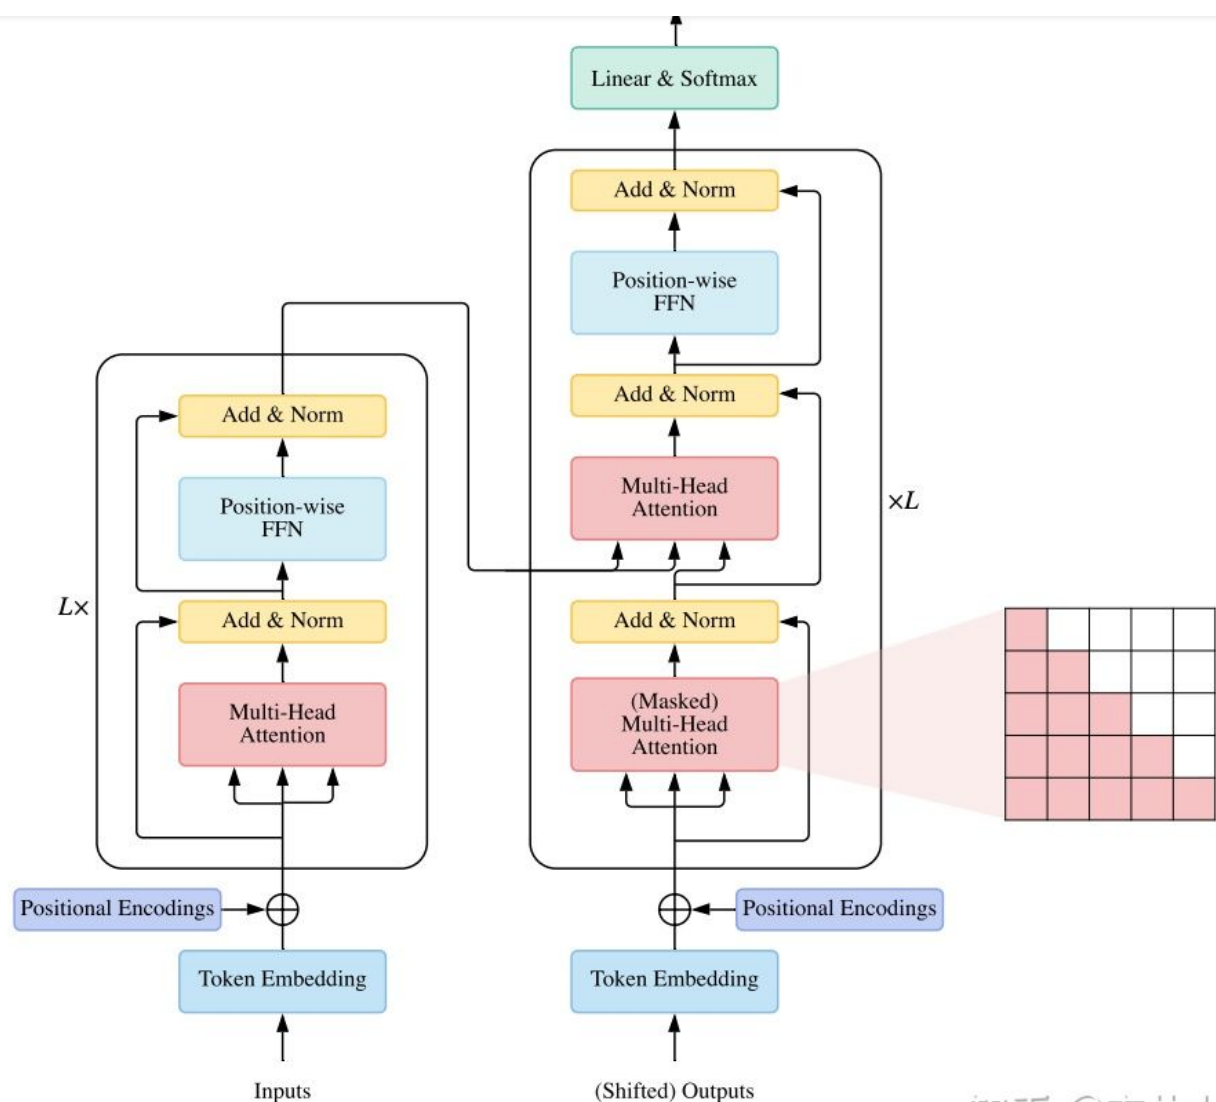 Linear & Softmax
Add & Norm
Position-wise
FFN
Add & Norm
Multi-Head
Attention
×L
Add & Norm
(Masked)
Multi-Head
Attention
Positional Encodings
Token Embedding
(Shifted) Outputs
Add & Norm
Position-wise
FFN
L×
Add & Norm
Multi-Head
Attention
Positional Encodings
Token Embedding
Inputs